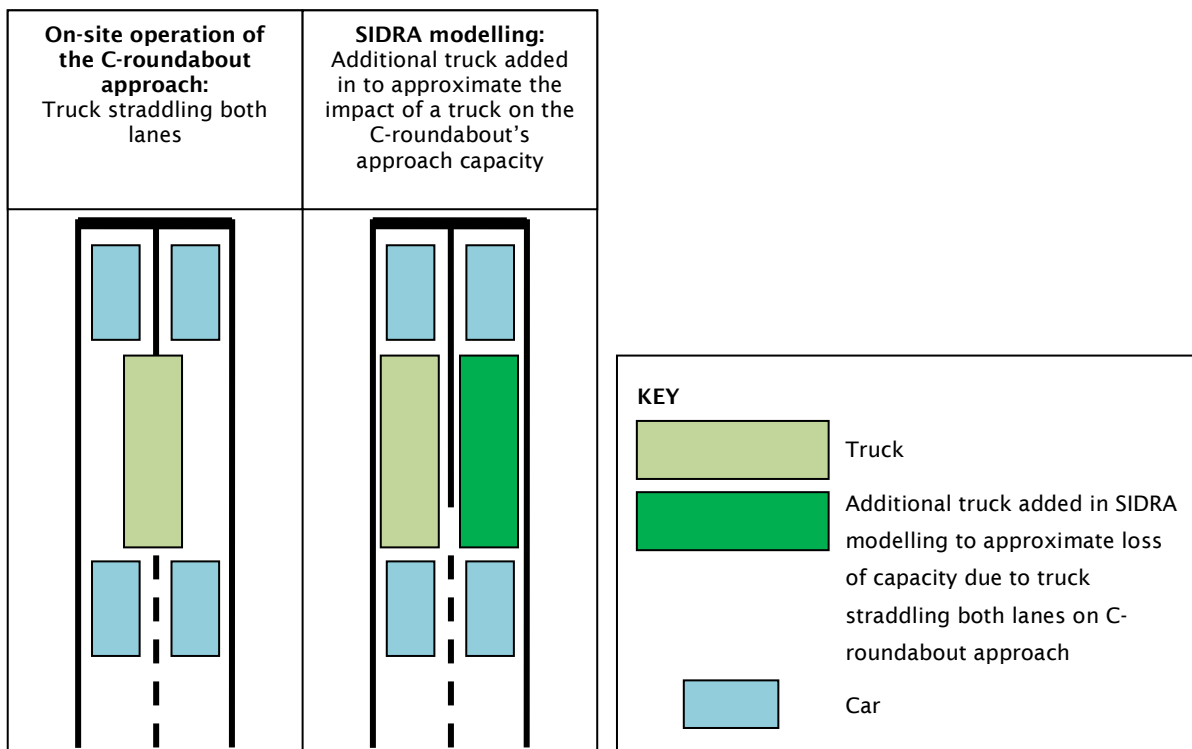 On-site operation of
the C-roundabout
approach:
Truck straddling both
lanes
SIDRA modelling:
Additional truck added
in to approximate the
impact of a truck on the
C-roundabout’s
approach capacity
KEY
Truck
Additional truck added in SIDRA
modelling to approximate loss
of capacity due to truck
straddling both lanes on C-
roundabout approach
Car